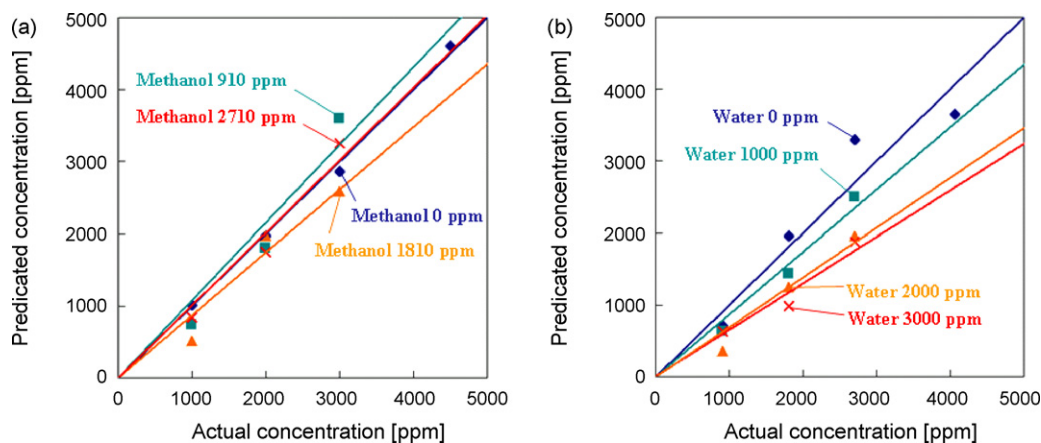 (a)
Predicated concentration [ppm]
5000
4000
3000
2000
1000
0
Methanol 910 ppm
Methanol 2710 ppm
Methanol 0 ppm
Methanol 1810 ppm
0 1000 2000 3000 4000 5000
Actual concentration [ppm]
(b)
Predicated concentration [ppm]
5000
4000
3000
2000
1000
0
Water 0 ppm
Water 1000 ppm
Water 2000 ppm
Water 3000 ppm
0 1000 2000 3000 4000 5000
Actual concentration [ppm]